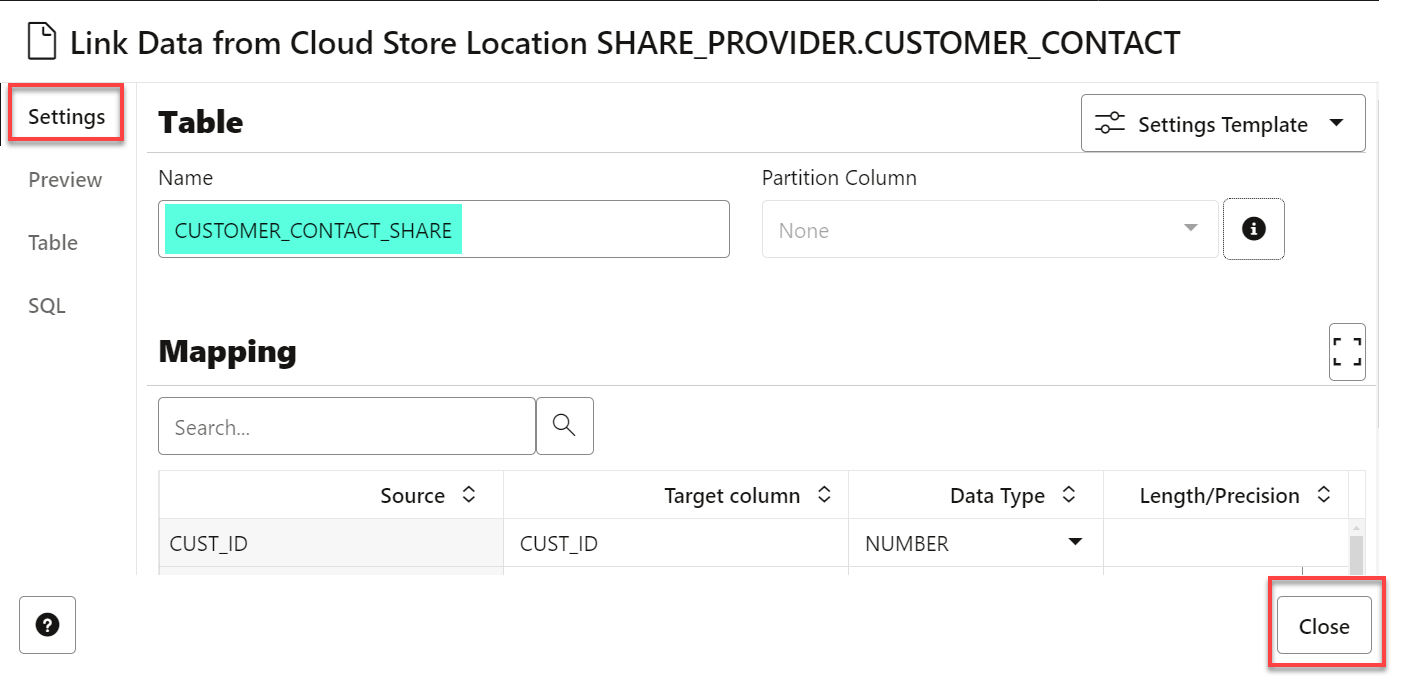 Link Data from Cloud Store Location SHARE_PROVIDER.CUSTOMER_CONTACT
Settings
Preview
Table
SQL
Table
Settings Template
Name
Partition Column
CUSTOMER_CONTACT_SHARE
None
Mapping
Search...
Source Target column Data Type Length/Precision
CUST_ID CUST_ID NUMBER
Close